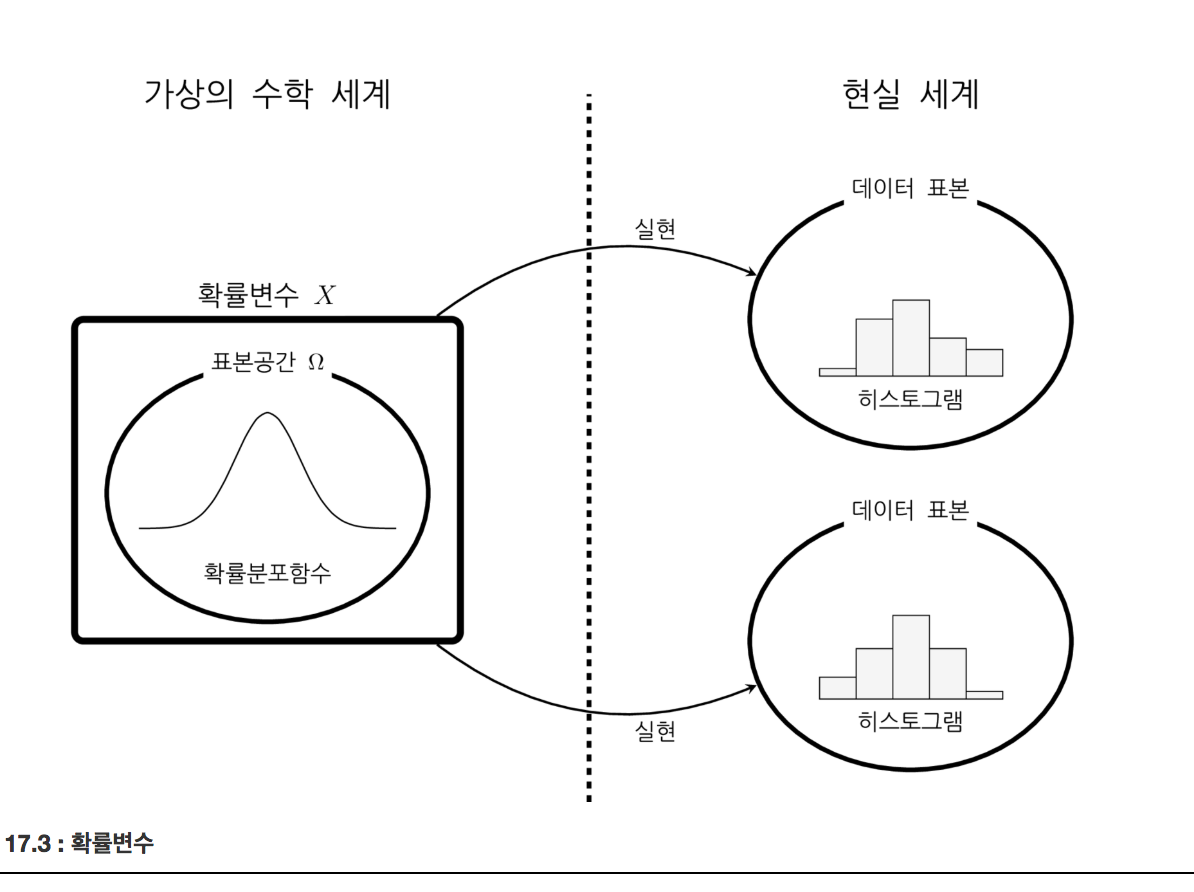 가상의 수학 세계
현실 세계
확률변수 X
표본공간 Ω
확률분포함수
실현
데이터 표본
히스토그램
실현
데이터 표본
히스토그램
17.3 : 확률변수